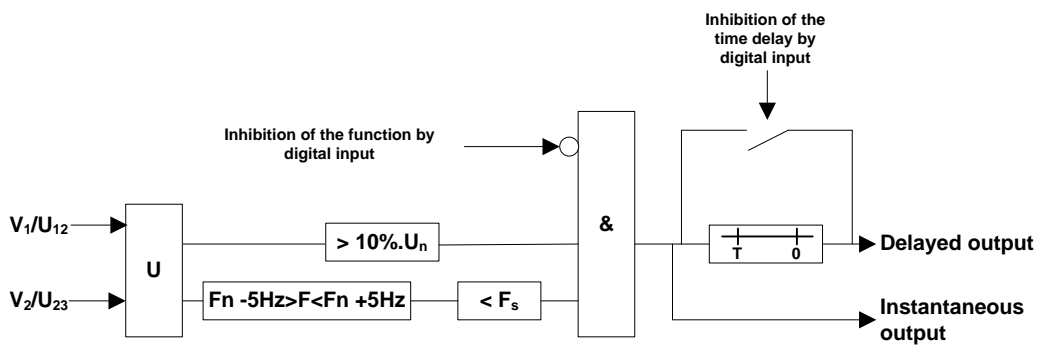 Inhibition of the
time delay by
digital input
Inhibition of the function by
digital input
V₁/U₁₂
> 10%.Uₙ
&
T 0
Delayed output
U
V₂/U₂₃
Fn -5Hz>F<Fn +5Hz
< Fₛ
Instantaneous
output